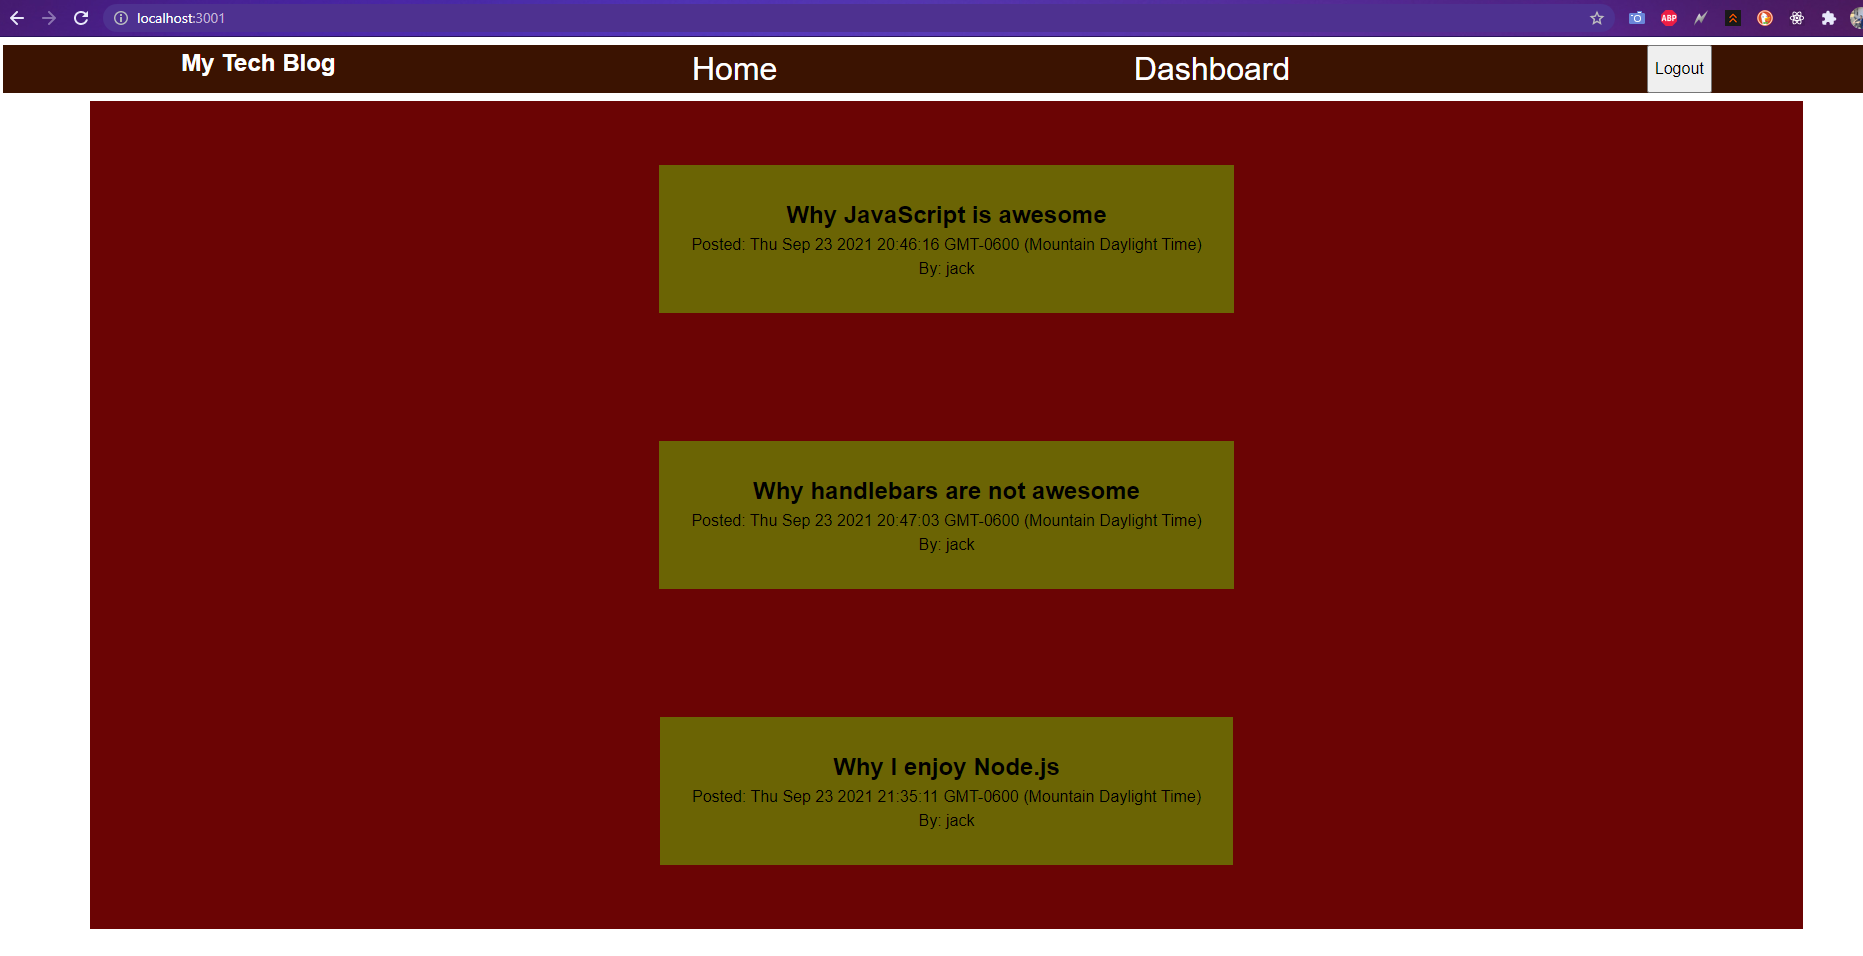 localhost:3001
ABP
My Tech Blog
Home
Dashboard
Logout
Why JavaScript is awesome
Posted: Thu Sep 23 2021 20:46:16 GMT-0600 (Mountain Daylight Time)
By: jack
Why handlebars are not awesome
Posted: Thu Sep 23 2021 20:47:03 GMT-0600 (Mountain Daylight Time)
By: jack
Why I enjoy Node.js
Posted: Thu Sep 23 2021 21:35:11 GMT-0600 (Mountain Daylight Time)
By: jack